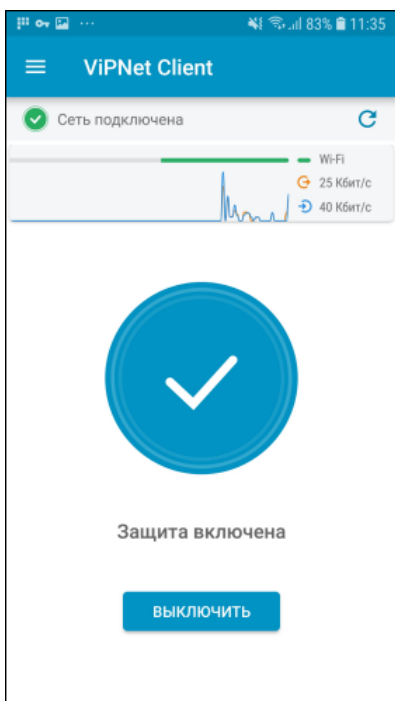 83% 11:35
ViPNet Client
Сеть подключена
Wi-Fi
25 Кбит/с
40 Кбит/с
Защита включена
ВЫКЛЮЧИТЬ